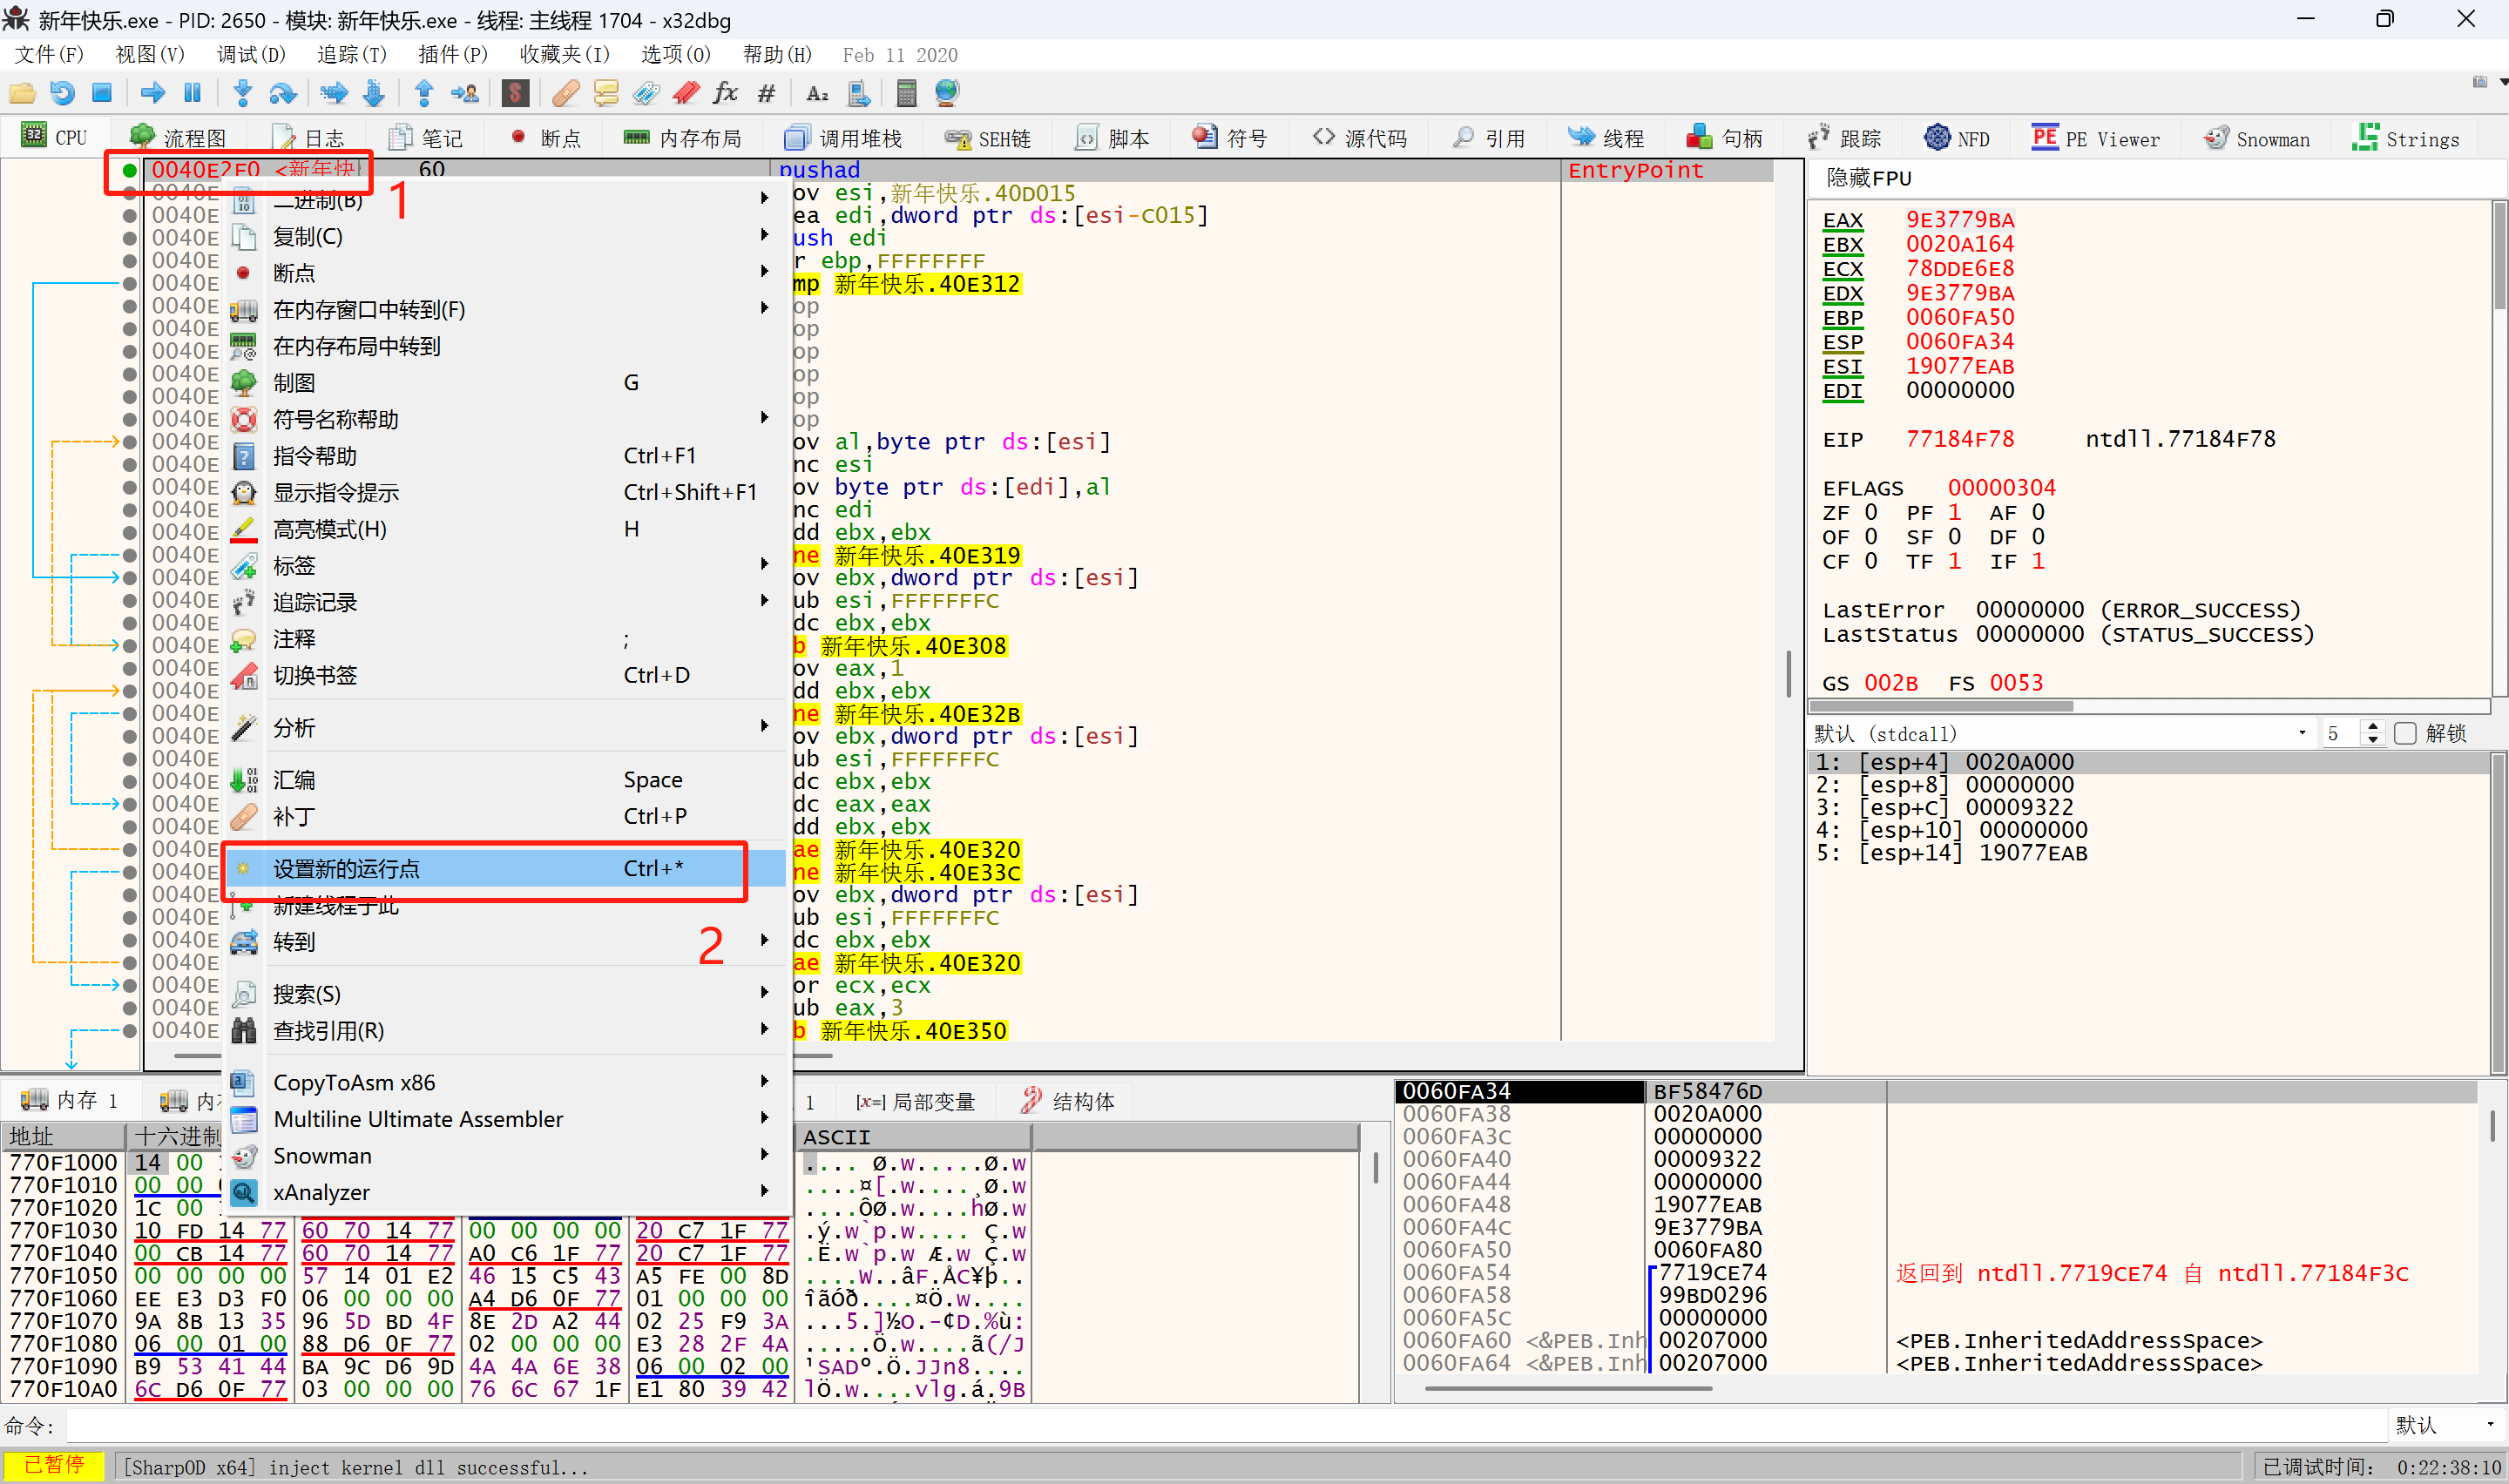 新年快乐.exe - PID: 2650 - 模块: 新年快乐.exe - 线程: 主线程 1704 - x32dbg
文件(F) 视图(V) 调试(D) 追踪(T) 插件(P) 收藏夹(I) 选项(O) 帮助(H) Feb 11 2020
CPU 流程图 日志 笔记 断点 内存布局 调用堆栈 SEH链 脚本 符号 源代码 引用 线程 句柄 跟踪 NFD PE Viewer Snowman Strings
0040E2F0 <新年快 60 pushad EntryPoint
1
2
二进制(B)
复制(C)
断点
在内存窗口中转到(F)
在内存布局中转到
制图 G
符号名称帮助
指令帮助 Ctrl+F1
显示指令提示 Ctrl+Shift+F1
高亮模式(H) H
标签
追踪记录
注释 ;
切换书签 Ctrl+D
分析
汇编 Space
补丁 Ctrl+P
设置新的运行点 Ctrl+*
新建线程于此
转到
搜索(S)
查找引用(R)
CopyToAsm x86
Multiline Ultimate Assembler
Snowman
xAnalyzer
ov esi,新年快乐.40D015
ea edi,dword ptr ds:[esi-C015]
ush edi
r ebp,FFFFFFFF
mp 新年快乐.40E312
op
op
op
op
op
op
ov al,byte ptr ds:[esi]
nc esi
ov byte ptr ds:[edi],al
nc edi
dd ebx,ebx
ne 新年快乐.40E319
ov ebx,dword ptr ds:[esi]
ub esi,FFFFFFFC
dc ebx,ebx
b 新年快乐.40E308
ov eax,1
dd ebx,ebx
ne 新年快乐.40E32B
ov ebx,dword ptr ds:[esi]
ub esi,FFFFFFFC
dc ebx,ebx
dc eax,eax
dd ebx,ebx
ae 新年快乐.40E320
ne 新年快乐.40E33C
ov ebx,dword ptr ds:[esi]
ub esi,FFFFFFFC
dc ebx,ebx
ae 新年快乐.40E320
or ecx,ecx
ub eax,3
b 新年快乐.40E350
隐藏FPU
EAX 9E3779BA
EBX 0020A164
ECX 78DDE6E8
EDX 9E3779BA
EBP 0060FA50
ESP 0060FA34
ESI 19077EAB
EDI 00000000
EIP 77184F78 ntdll.77184F78
EFLAGS 00000304
ZF 0 PF 1 AF 0
OF 0 SF 0 DF 0
CF 0 TF 1 IF 1
LastError 00000000 (ERROR_SUCCESS)
LastStatus 00000000 (STATUS_SUCCESS)
GS 002B FS 0053
默认 (stdcall) 5 解锁
1: [esp+4] 0020A000
2: [esp+8] 00000000
3: [esp+C] 00009322
4: [esp+10] 00000000
5: [esp+14] 19077EAB
内存 1 内 1 [x=] 局部变量 结构体
地址 十六进制 ASCII
770F1000 14 00 .... Ø.w.....Ø.w
770F1010 00 00 ....¤[.w....¸Ø.w
770F1020 1C 00 ....ÔØ.w....hØ.w
770F1030 10 FD 14 77 60 70 14 77 00 00 00 00 20 C7 1F 77 .ý.w`p.w.... Ç.w
770F1040 00 CB 14 77 60 70 14 77 A0 C6 1F 77 20 C7 1F 77 .Ë.w`p.w Æ.w Ç.w
770F1050 00 00 00 00 57 14 01 E2 46 15 C5 43 A5 FE 00 8D ....W..âF.ÅC¥þ..
770F1060 EE E3 D3 F0 06 00 00 00 A4 D6 0F 77 01 00 00 00 îãÓð....¤Ö.w....
770F1070 9A 8B 13 35 96 5D BD 4F 8E 2D A2 44 02 25 F9 3A ...5.]½O.-¢D.%ù:
770F1080 06 00 01 00 88 D6 0F 77 02 00 00 00 E3 28 2F 4A .....Ö.w....ã(/J
770F1090 B9 53 41 44 BA 9C D6 9D 4A 4A 6E 38 06 00 02 00 ¹SADº.Ö.JJn8....
770F10A0 6C D6 0F 77 03 00 00 00 76 6C 67 1F E1 80 39 42 lÖ.w....vlg.á.9B
0060FA34 BF58476D
0060FA38 0020A000
0060FA3C 00000000
0060FA40 00009322
0060FA44 00000000
0060FA48 19077EAB
0060FA4C 9E3779BA
0060FA50 0060FA80
0060FA54 7719CE74 返回到 ntdll.7719CE74 自 ntdll.77184F3C
0060FA58 99BD0296
0060FA5C 00000000
0060FA60 <&PEB.Inh 00207000 <PEB.InheritedAddressSpace>
0060FA64 <&PEB.Inh 00207000 <PEB.InheritedAddressSpace>
命令: 默认
已暂停 [SharpOD x64] inject kernel dll successful... 已调试时间: 0:22:38:10